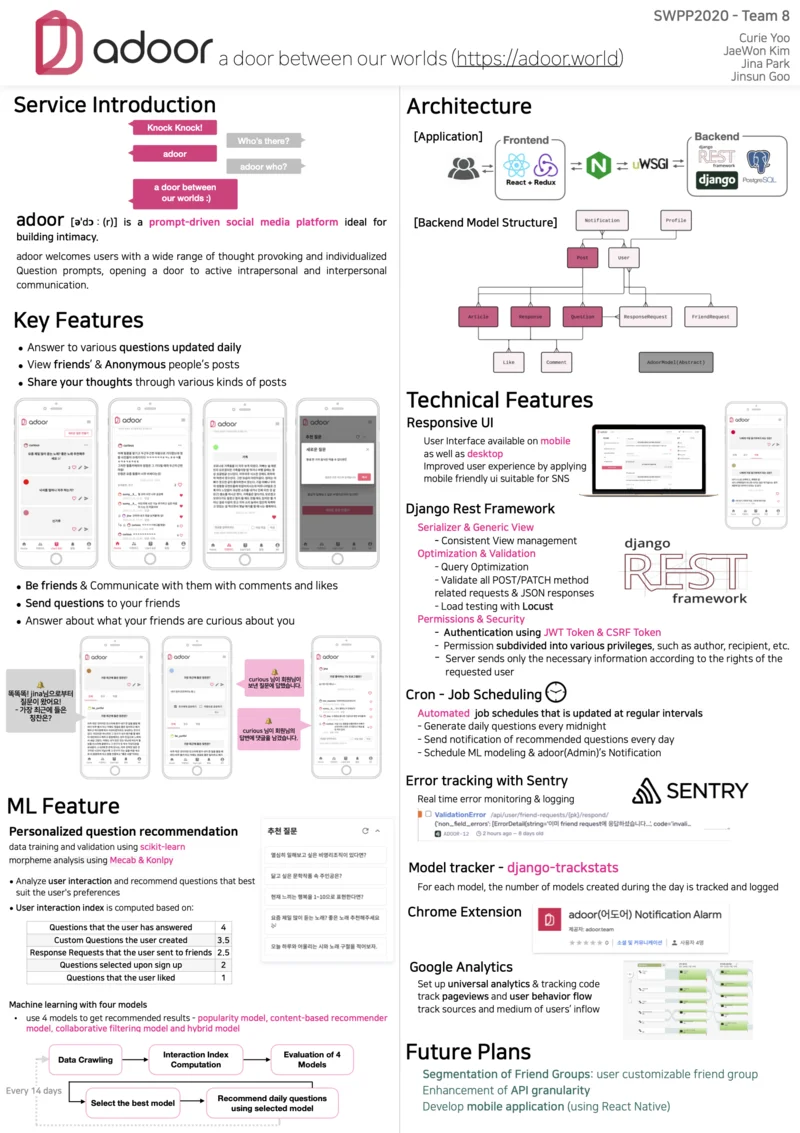 adoor a door between our worlds (https://adoor.world)
SWPP2020 - Team 8
Curie Yoo
JaeWon Kim
Jina Park
Jinsun Goo
Service Introduction
Knock Knock!
Who's there?
adoor
adoor who?
a door between
our worlds :)
adoor [ə'dɔ : (r)] is a prompt-driven social media platform ideal for
building intimacy.
adoor welcomes users with a wide range of thought provoking and individualized
Question prompts, opening a door to active intrapersonal and interpersonal
communication.
Key Features
• Answer to various questions updated daily
• View friends' & Anonymous people's posts
• Share your thoughts through various kinds of posts
adoor
adoor
adoor
adoor
• Be friends & Communicate with them with comments and likes
• Send questions to your friends
• Answer about what your friends are curious about you
똑똑똑! jina님으로부터
질문이 왔어요!
- 가장 최근에 들은
칭찬은?
adoor
adoor
curious 님이 회원님이
보낸 질문에 답했습니다.
curious 님이 회원님의
답변에 댓글을 남겼습니다.
adoor
ML Feature
Personalized question recommendation
data training and validation using scikit-learn
morpheme analysis using Mecab & Konlpy
• Analyze user interaction and recommend questions that best
suit the user's preferences
• User interaction index is computed based on:
Questions that the user has answered 4
Custom Questions the user created 3.5
Response Requests that the user sent to friends 2.5
Questions selected upon sign up 2
Questions that the user liked 1
추천 질문
열심히 일해보고 싶은 비영리조직이 있다면?
닮고 싶은 문학작품 속 주인공은?
현재 느끼는 행복을 1-10으로 표현한다면?
요즘 제일 많이 듣는 노래? 좋은 노래 추천해주세요
오늘 하루와 어울리는 시와 노래 구절을 적어보자.
Machine learning with four models
• use 4 models to get recommended results - popularity model, content-based recommender
model, collaborative filtering model and hybrid model
Data Crawling
Interaction Index
Computation
Evaluation of 4
Models
Every 14 days
Select the best model
Recommend daily questions
using selected model
Architecture
[Application]
Frontend
React + Redux
uWSGI
Backend
django
REST
framework
django
PostgreSQL
[Backend Model Structure]
Notification
Profile
Post
User
Article
Response
Question
ResponseRequest
FriendRequest
Like
Comment
AdoorModel(Abstract)
Technical Features
Responsive UI
User Interface available on mobile
as well as desktop
Improved user experience by applying
mobile friendly ui suitable for SNS
adoor
Django Rest Framework
Serializer & Generic View
- Consistent View management
Optimization & Validation
- Query Optimization
- Validate all POST/PATCH method
related requests & JSON responses
- Load testing with Locust
Permissions & Security
- Authentication using JWT Token & CSRF Token
- Permission subdivided into various privileges, such as author, recipient, etc.
- Server sends only the necessary information according to the rights of the
requested user
django
REST
framework
Cron - Job Scheduling
Automated job schedules that is updated at regular intervals
- Generate daily questions every midnight
- Send notification of recommended questions every day
- Schedule ML modeling & adoor(Admin)'s Notification
Error tracking with Sentry
Real time error monitoring & logging
SENTRY
ValidationError /api/user/friend-requests/{pk}/respond/
{'non_field_errors': [ErrorDetail(string='이미 friend request에 응답하셨습니다...', code='invali...
ADOOR-12 2 hours ago – 8 days old
Model tracker - django-trackstats
For each model, the number of models created during the day is tracked and logged
Chrome Extension
adoor(어도어) Notification Alarm
제공자: adoor.team
★★★★★ 0 | 소셜 및 커뮤니케이션 | 사용자 4명
Google Analytics
Set up universal analytics & tracking code
track pageviews and user behavior flow
track sources and medium of users' inflow
Future Plans
Segmentation of Friend Groups: user customizable friend group
Enhancement of API granularity
Develop mobile application (using React Native)